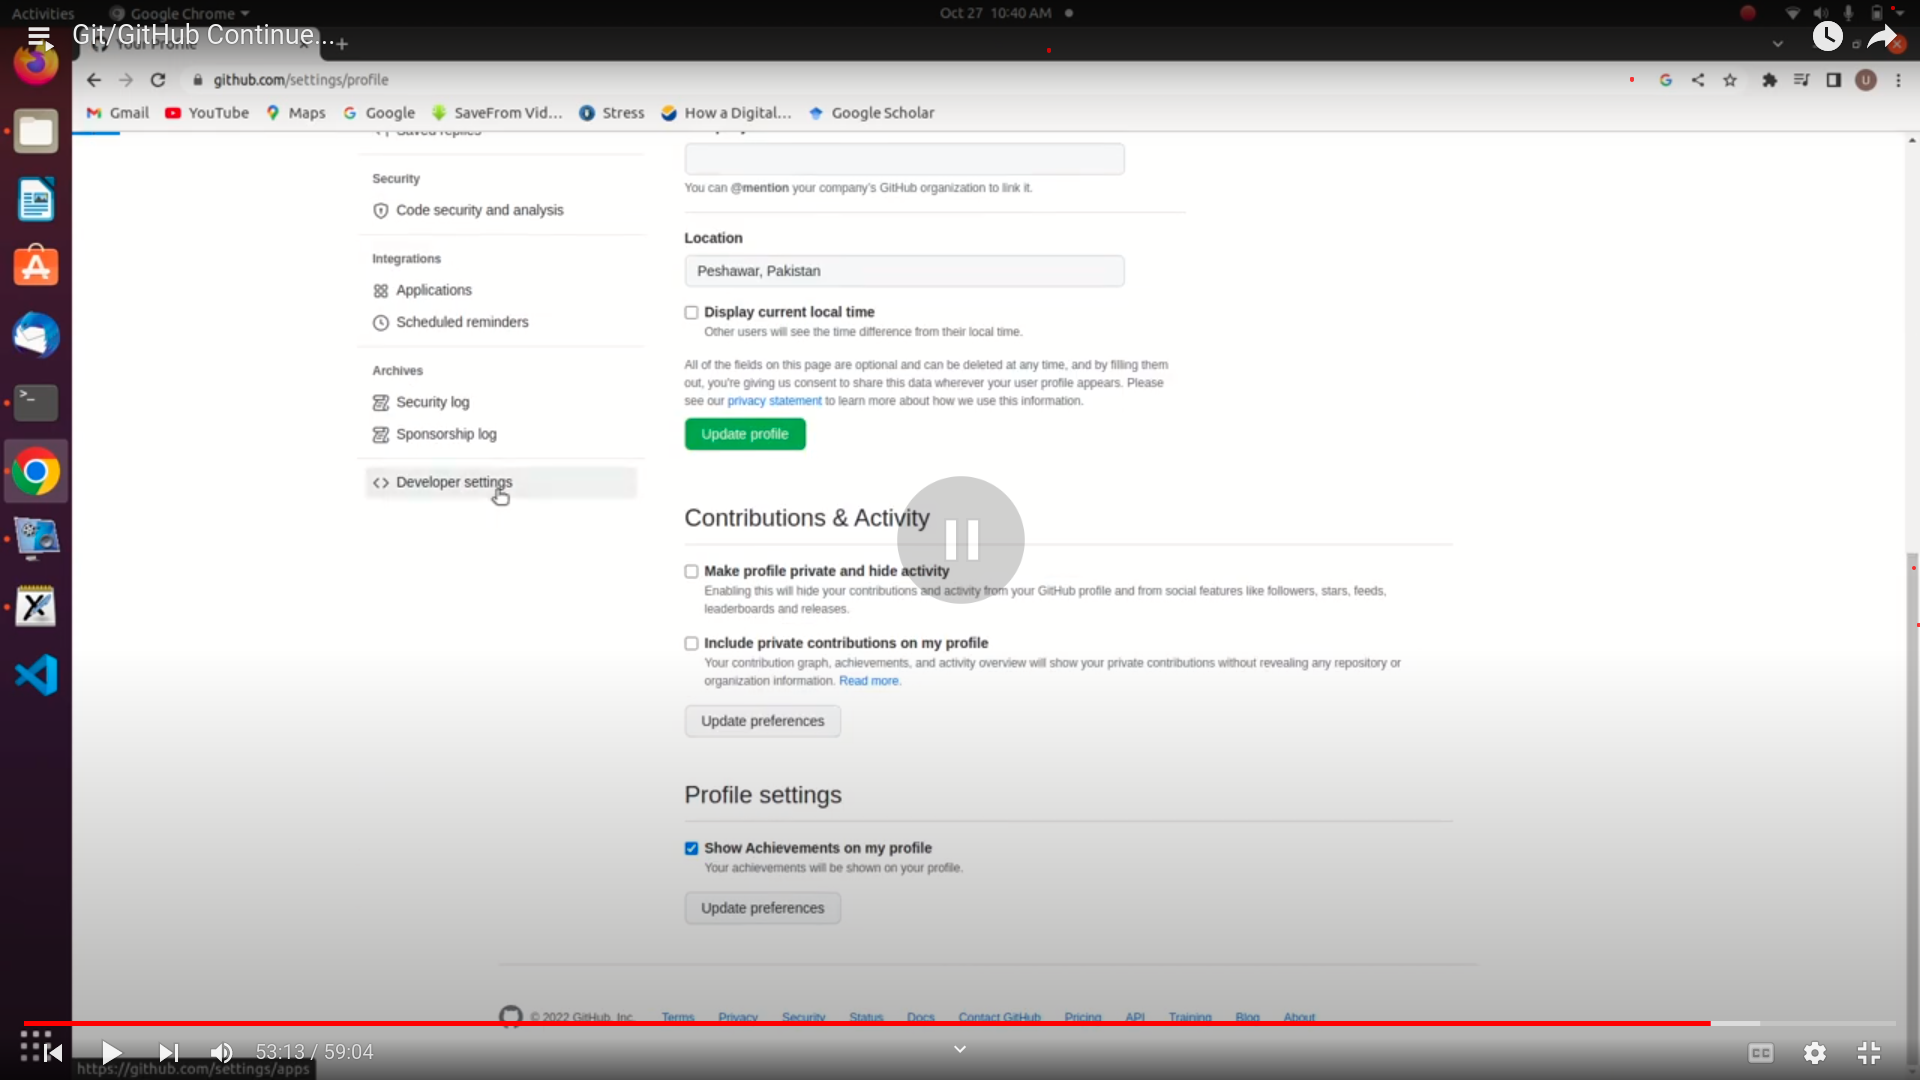 Activities Google Chrome Oct 27 10:40 AM
Git/GitHub Continue...
Your Profile
github.com/settings/profile
Gmail YouTube Maps Google SaveFrom Vid... Stress How a Digital... Google Scholar
Saved replies
You can @mention your company's GitHub organization to link it.
Security
Code security and analysis
Integrations
Applications
Scheduled reminders
Archives
Security log
Sponsorship log
Developer settings
Location
Peshawar, Pakistan
Display current local time
Other users will see the time difference from their local time.
All of the fields on this page are optional and can be deleted at any time, and by filling them
out, you're giving us consent to share this data wherever your user profile appears. Please
see our privacy statement to learn more about how we use this information.
Update profile
Contributions & Activity
Make profile private and hide activity
Enabling this will hide your contributions and activity from your GitHub profile and from social features like followers, stars, feeds,
leaderboards and releases.
Include private contributions on my profile
Your contribution graph, achievements, and activity overview will show your private contributions without revealing any repository or
organization information. Read more.
Update preferences
Profile settings
Show Achievements on my profile
Your achievements will be shown on your profile.
Update preferences
© 2022 GitHub, Inc. Terms Privacy Security Status Docs Contact GitHub Pricing API Training Blog About
53:13 / 59:04
CC
https://github.com/settings/apps